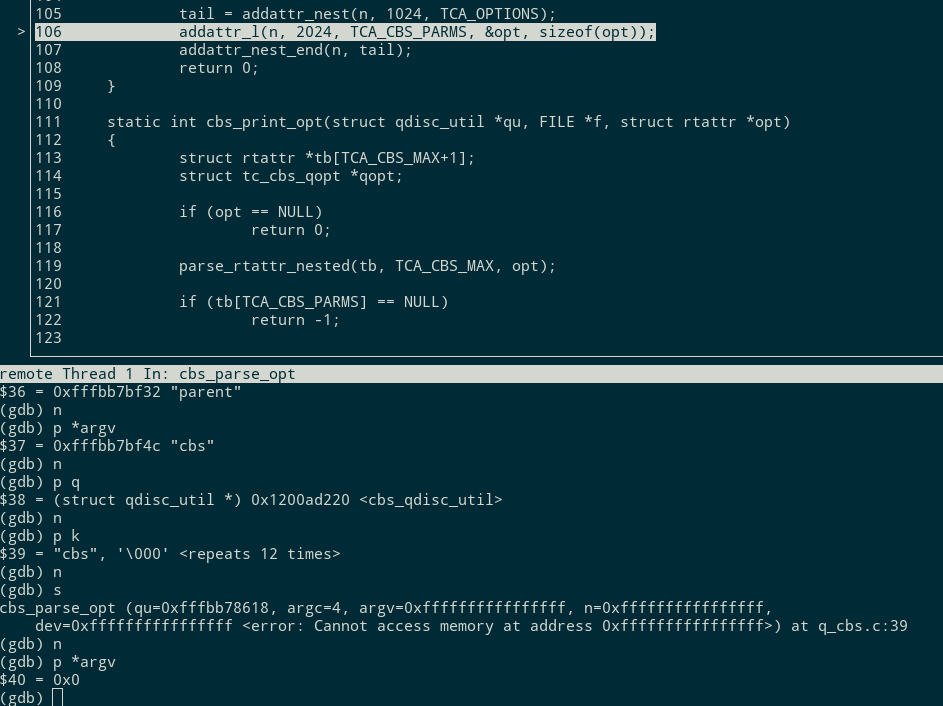 105             tail = addattr_nest(n, 1024, TCA_OPTIONS);
> 106             addattr_l(n, 2024, TCA_CBS_PARMS, &opt, sizeof(opt));
107             addattr_nest_end(n, tail);
108             return 0;
109     }
110
111     static int cbs_print_opt(struct qdisc_util *qu, FILE *f, struct rtattr *opt)
112     {
113             struct rtattr *tb[TCA_CBS_MAX+1];
114             struct tc_cbs_qopt *qopt;
115
116             if (opt == NULL)
117                     return 0;
118
119             parse_rtattr_nested(tb, TCA_CBS_MAX, opt);
120
121             if (tb[TCA_CBS_PARMS] == NULL)
122                     return -1;
123
remote Thread 1 In: cbs_parse_opt
$36 = 0xfffbb7bf32 "parent"
(gdb) n
(gdb) p *argv
$37 = 0xfffbb7bf4c "cbs"
(gdb) n
(gdb) p q
$38 = (struct qdisc_util *) 0x1200ad220 <cbs_qdisc_util>
(gdb) n
(gdb) p k
$39 = "cbs", '\000' <repeats 12 times>
(gdb) n
(gdb) s
cbs_parse_opt (qu=0xfffbb78618, argc=4, argv=0xffffffffffffffff, n=0xffffffffffffffff,
    dev=0xffffffffffffffff <error: Cannot access memory at address 0xffffffffffffffff>) at q_cbs.c:39
(gdb) n
(gdb) p *argv
$40 = 0x0
(gdb)